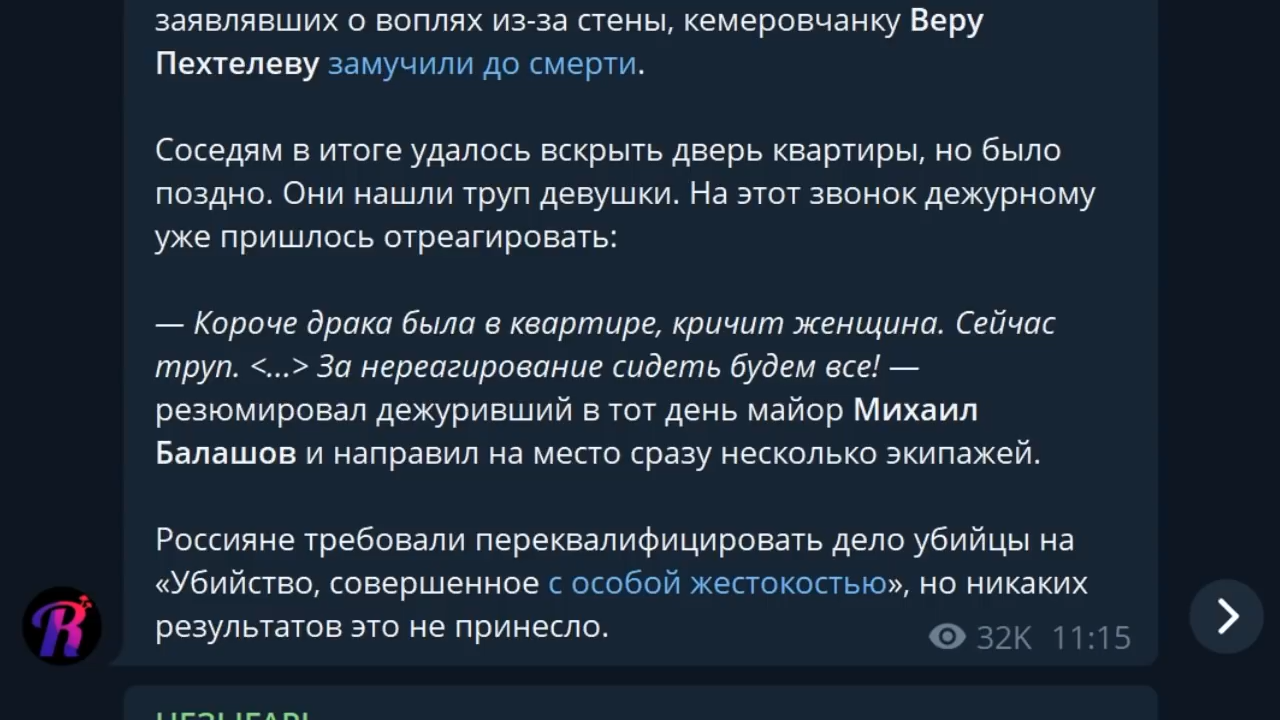 заявлявших о воплях из-за стены, кемеровчанку Веру
Пехтелеву замучили до смерти.
Соседям в итоге удалось вскрыть дверь квартиры, но было
поздно. Они нашли труп девушки. На этот звонок дежурному
уже пришлось отреагировать:
— Короче драка была в квартире, кричит женщина. Сейчас
труп. <...> За нереагирование сидеть будем все! —
резюмировал дежуривший в тот день майор Михаил
Балашов и направил на место сразу несколько экипажей.
Россияне требовали переквалифицировать дело убийцы на
«Убийство, совершенное с особой жестокостью», но никаких
результатов это не принесло.
32K 11:15
R
НЕЗЫГАРЬ